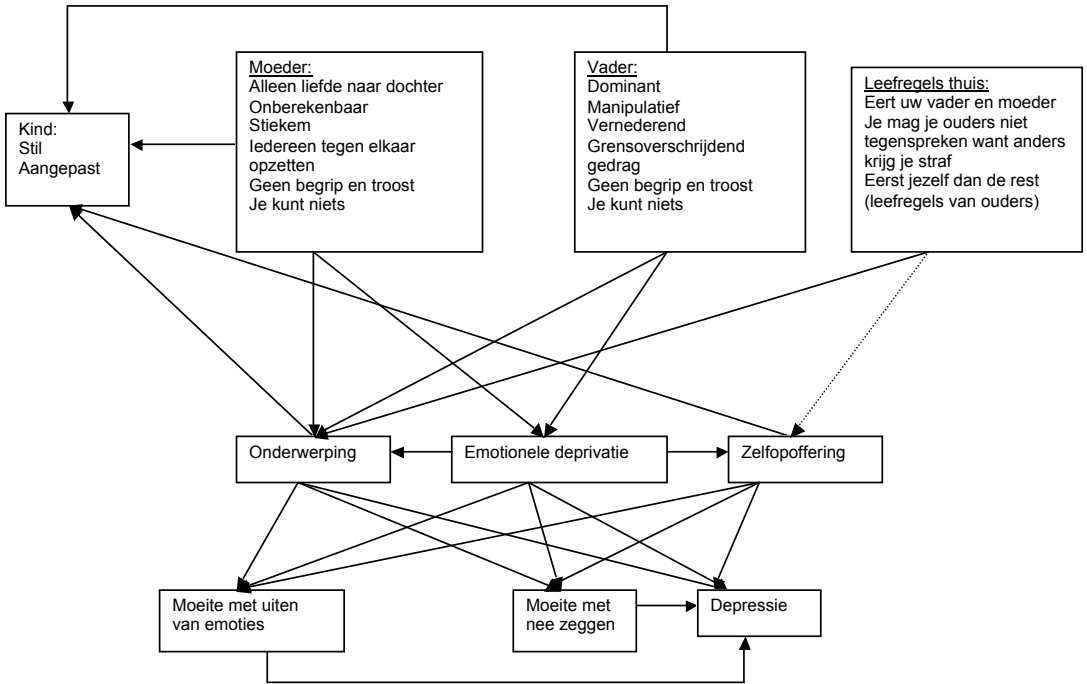 Moeder:
Alleen liefde naar dochter
Onberekenbaar
Stiekem
Iedereen tegen elkaar
opzetten
Geen begrip en troost
Je kunt niets
Vader:
Dominant
Manipulatief
Vernederend
Grensoverschrijdend
gedrag
Geen begrip en troost
Je kunt niets
Leefregels thuis:
Eert uw vader en moeder
Je mag je ouders niet
tegenspreken want anders
krijg je straf
Eerst jezelf dan de rest
(leefregels van ouders)
Kind:
Stil
Aangepast
Onderwerping
Emotionele deprivatie
Zelfopoffering
Moeite met uiten
van emoties
Moeite met
nee zeggen
Depressie